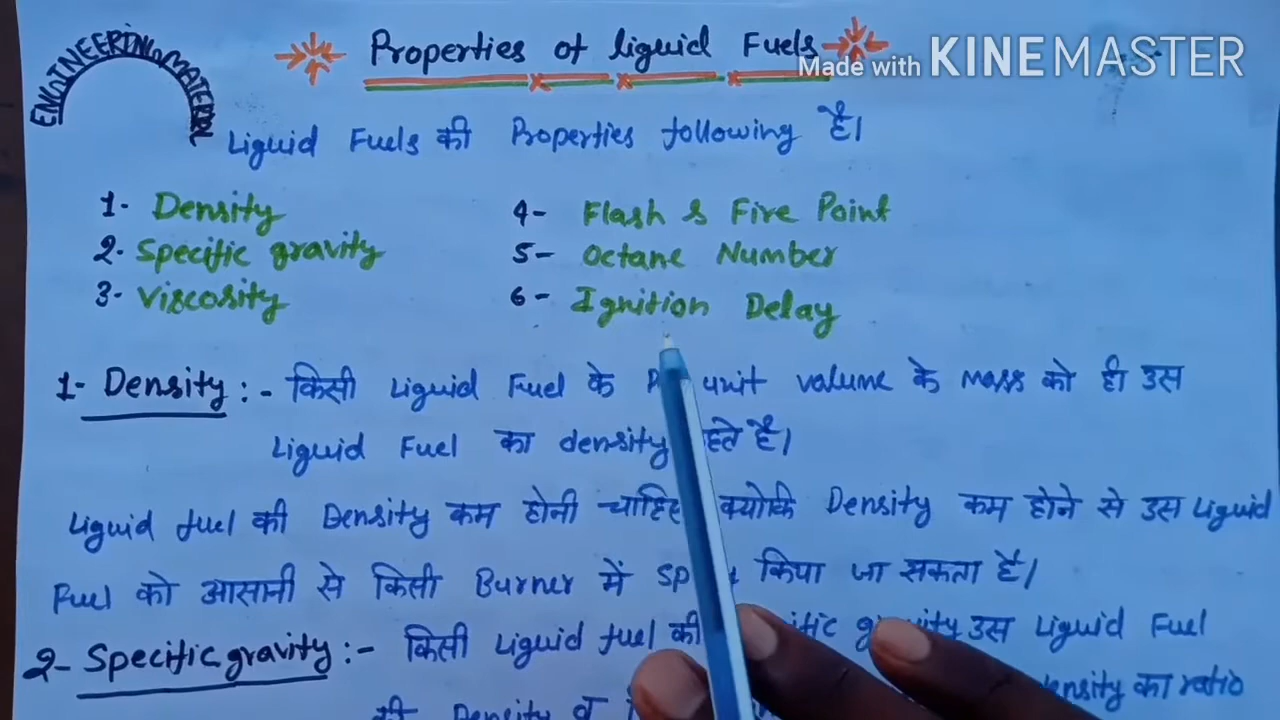 ENGINEERING MATERIAL
Properties of liquid Fuels
Made with KINEMASTER
Liquid Fuels की Properties following है।
1- Density
2- Specific gravity
3- Viscosity
4- Flash & Fire Point
5- Octane Number
6- Ignition Delay
1- Density :- किसी Liquid Fuel के unit volume के mass को ही उस
Liquid Fuel का density है।
Liquid fuel की Density कम होनी क्योकि Density कम होने से उस Liquid
Fuel को आसानी से किसी Burner में किया जा सकता है।
2- Specific gravity :- किसी Liquid fuel की उस Liquid Fuel
की Density व density का ratio